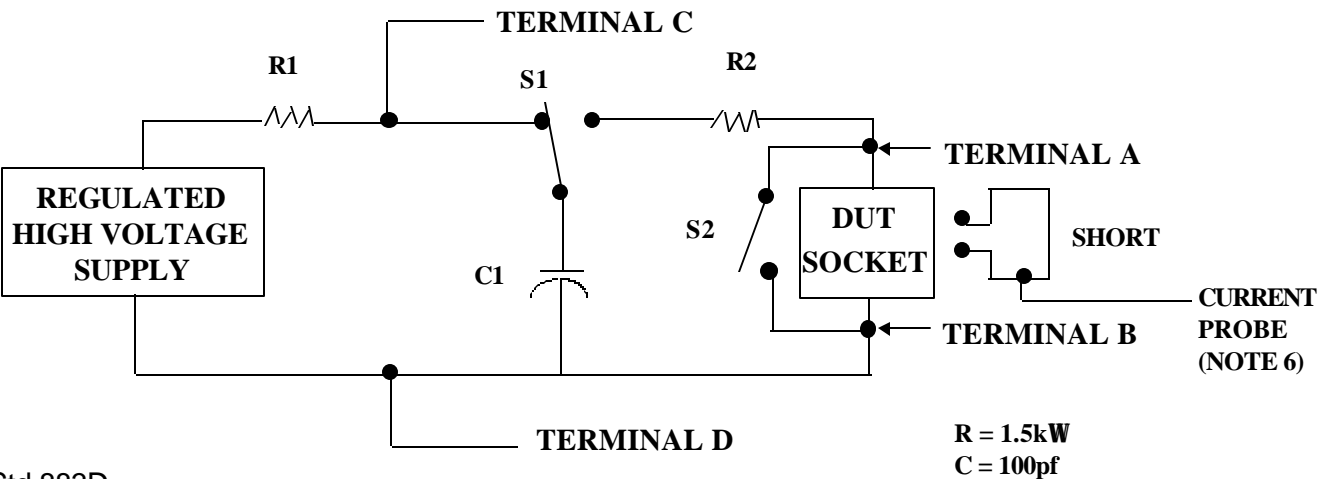 TERMINAL C
R1
S1
R2
TERMINAL A
REGULATED
HIGH VOLTAGE
SUPPLY
S2
DUT
SOCKET
SHORT
C1
CURRENT
PROBE
(NOTE 6)
TERMINAL B
TERMINAL D
R = 1.5kW
C = 100pf